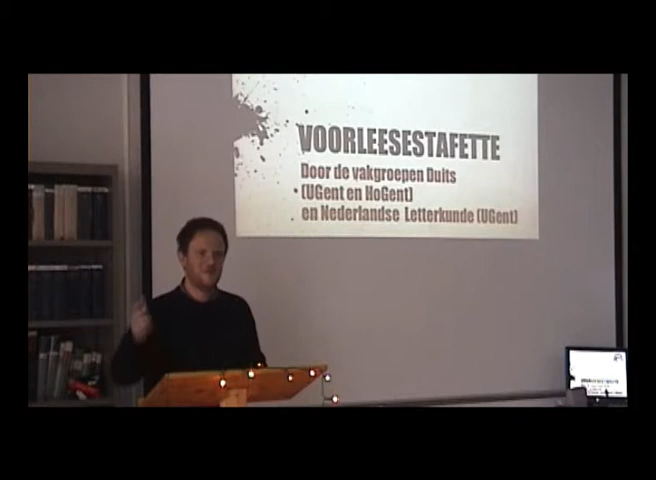 VOORLEESESTAFETTE
Door de vakgroepen Duits
(UGent en HoGent)
en Nederlandse Letterkunde (UGent)